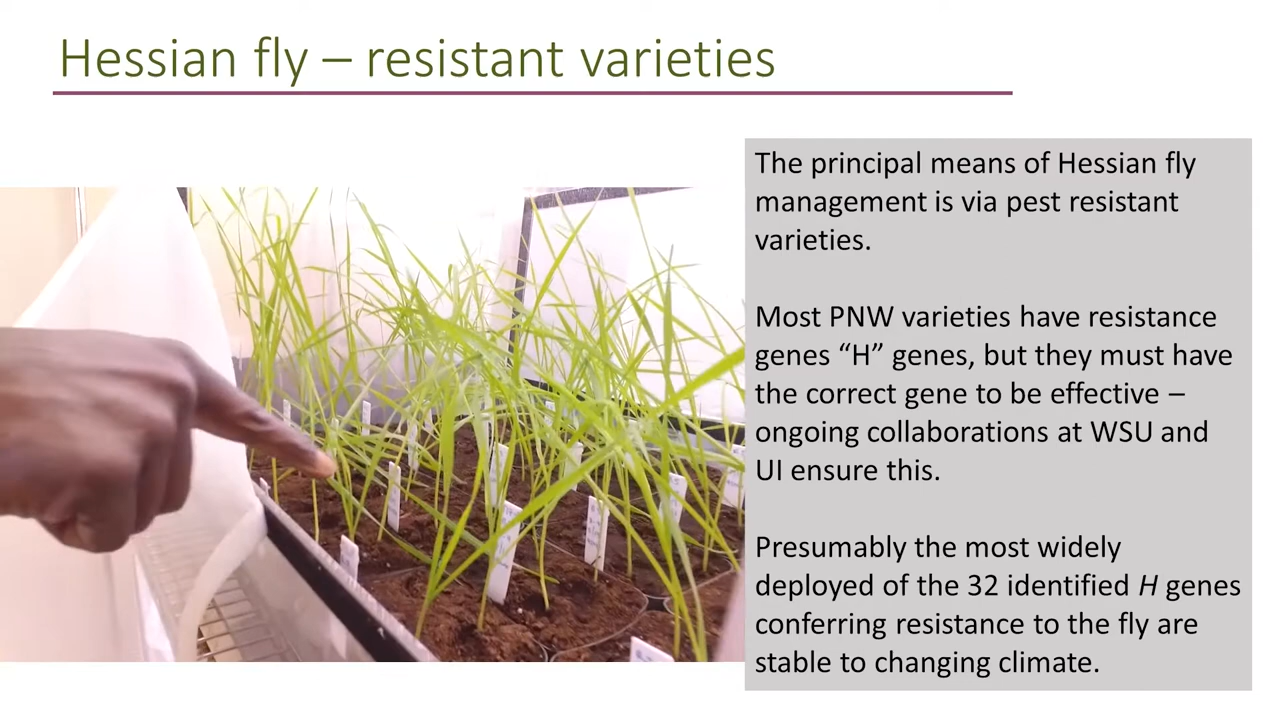 Hessian fly – resistant varieties
The principal means of Hessian fly
management is via pest resistant
varieties.
Most PNW varieties have resistance
genes “H” genes, but they must have
the correct gene to be effective –
ongoing collaborations at WSU and
UI ensure this.
Presumably the most widely
deployed of the 32 identified H genes
conferring resistance to the fly are
stable to changing climate.